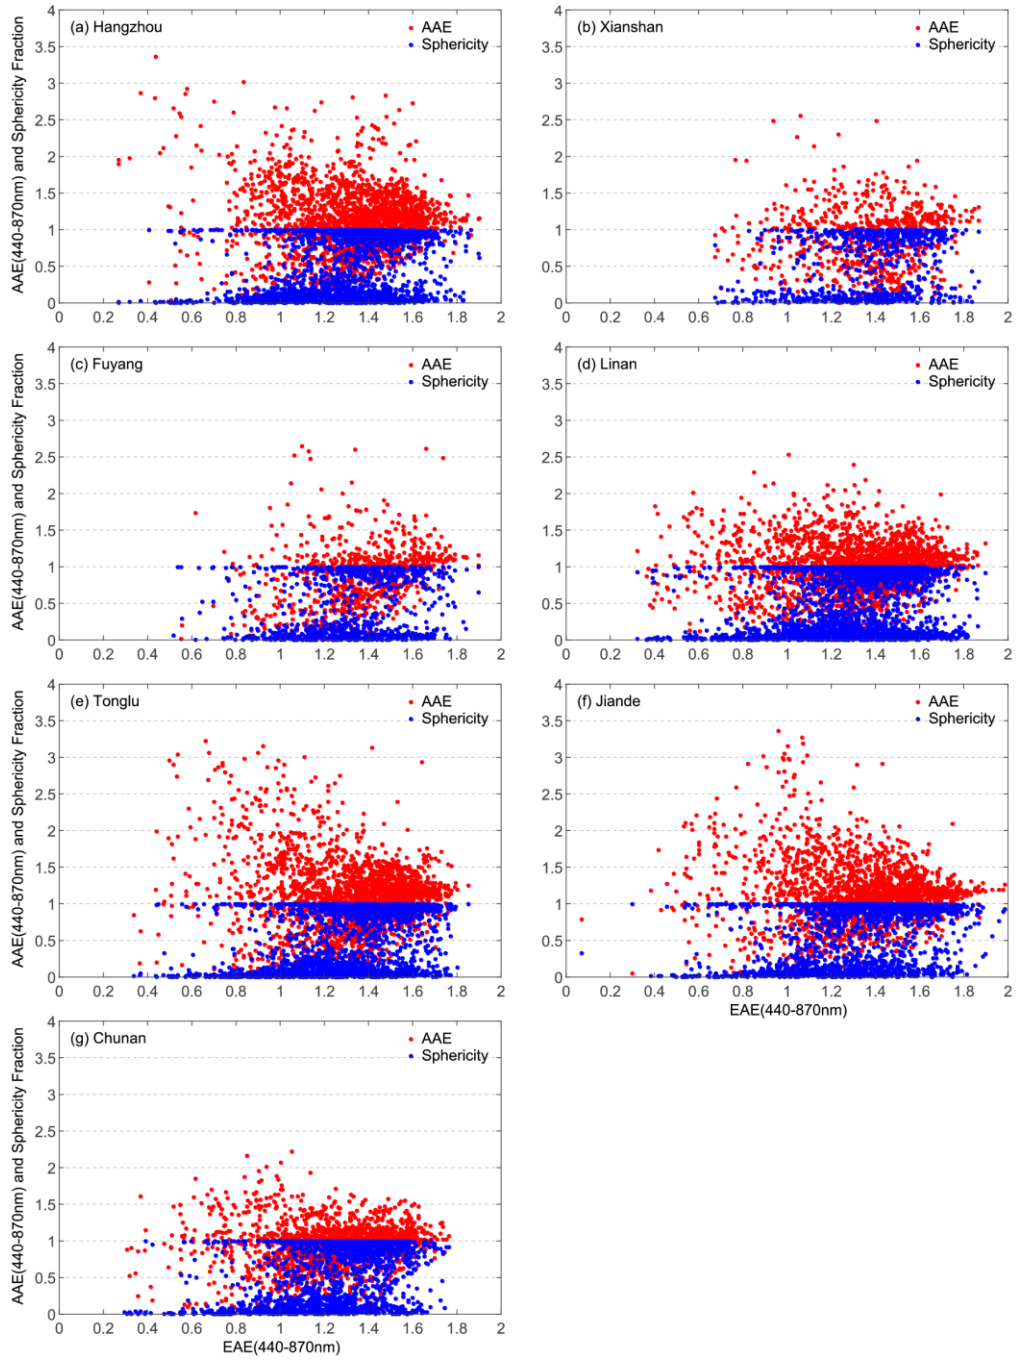 (a) Hangzhou
AAE
Sphericity
4
3.5
3
2.5
2
1.5
1
0.5
0
0 0.2 0.4 0.6 0.8 1 1.2 1.4 1.6 1.8 2
AAE(440-870nm) and Sphericity Fraction
(b) Xianshan
AAE
Sphericity
4
3.5
3
2.5
2
1.5
1
0.5
0
0 0.2 0.4 0.6 0.8 1 1.2 1.4 1.6 1.8 2
(c) Fuyang
AAE
Sphericity
4
3.5
3
2.5
2
1.5
1
0.5
0
0 0.2 0.4 0.6 0.8 1 1.2 1.4 1.6 1.8 2
AAE(440-870nm) and Sphericity Fraction
(d) Linan
AAE
Sphericity
4
3.5
3
2.5
2
1.5
1
0.5
0
0 0.2 0.4 0.6 0.8 1 1.2 1.4 1.6 1.8 2
(e) Tonglu
AAE
Sphericity
4
3.5
3
2.5
2
1.5
1
0.5
0
0 0.2 0.4 0.6 0.8 1 1.2 1.4 1.6 1.8 2
AAE(440-870nm) and Sphericity Fraction
(f) Jiande
AAE
Sphericity
4
3.5
3
2.5
2
1.5
1
0.5
0
0 0.2 0.4 0.6 0.8 1 1.2 1.4 1.6 1.8 2
EAE(440-870nm)
(g) Chunan
AAE
Sphericity
4
3.5
3
2.5
2
1.5
1
0.5
0
0 0.2 0.4 0.6 0.8 1 1.2 1.4 1.6 1.8 2
AAE(440-870nm) and Sphericity Fraction
EAE(440-870nm)